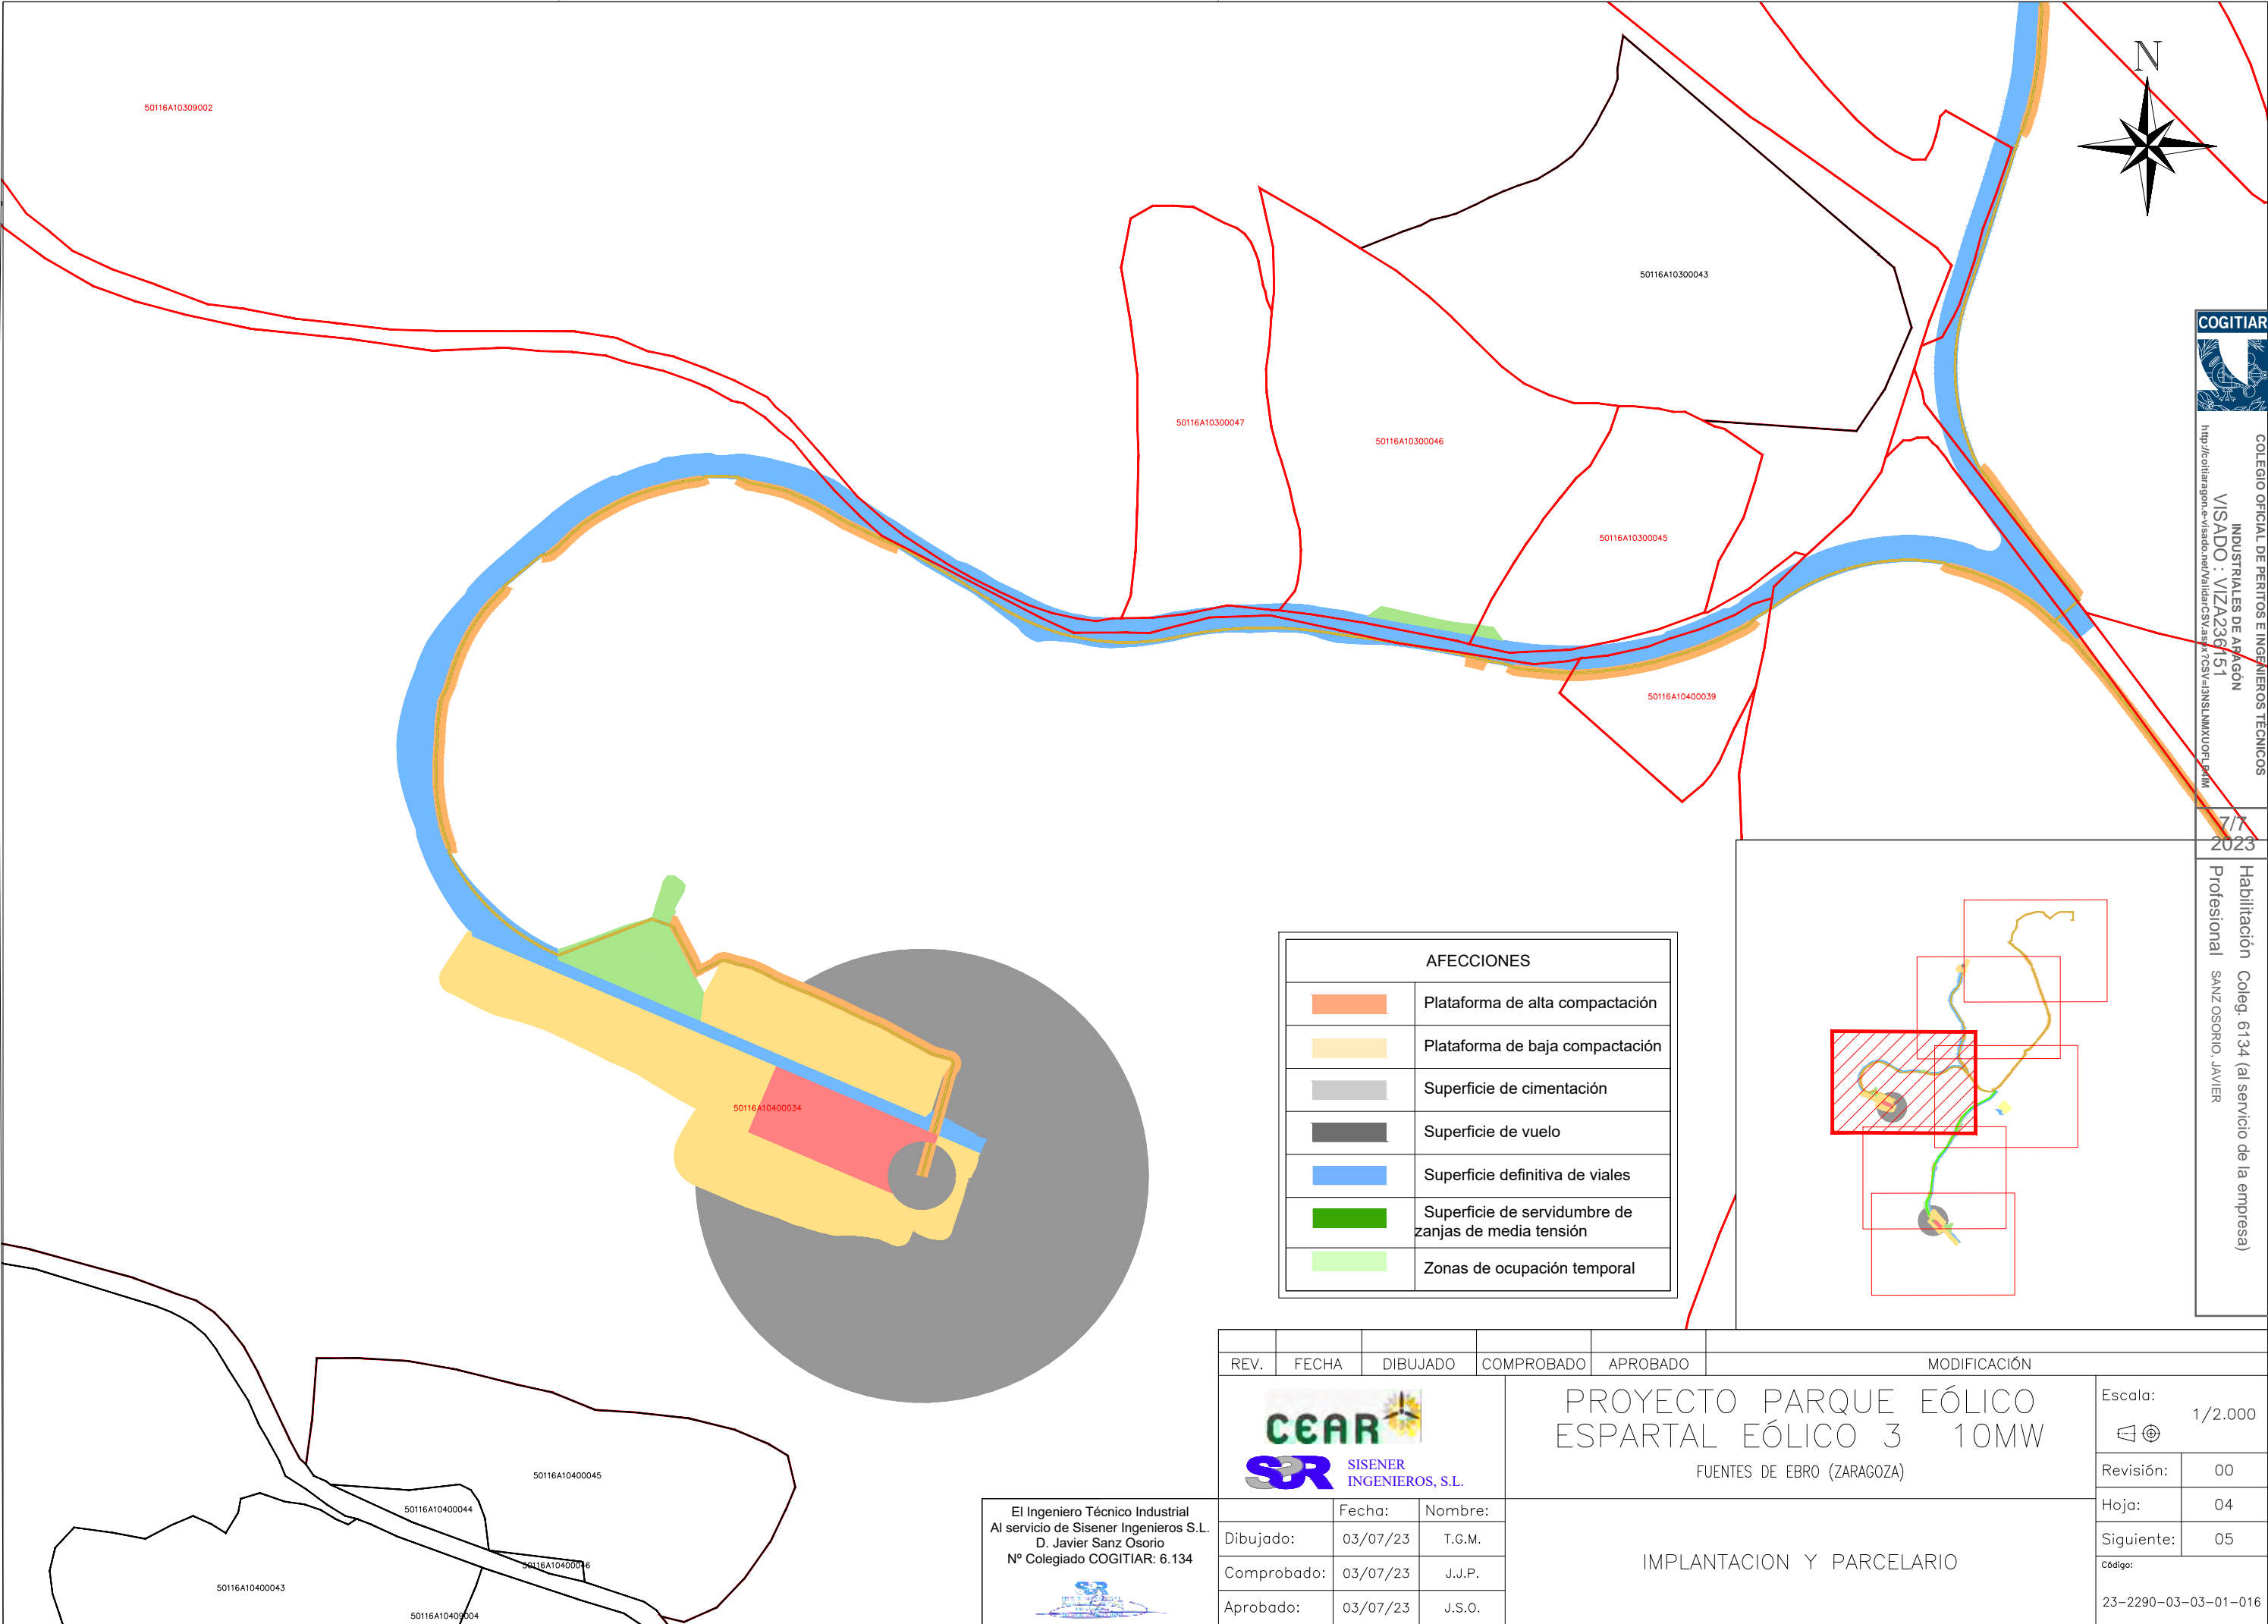 50116A10309002
N
50116A10300043
50116A10300047
50116A10300046
50116A10300045
50116A10400039
50116A10400034
50116A10400045
50116A10400044
50116A10400046
50116A10400043
50116A10409004
COGITIAR
COLEGIO OFICIAL DE PERITOS E INGENIEROS TÉCNICOS
INDUSTRIALES DE ARAGÓN
VISADO : VIZA236151
7/7
2023
Habilitación Coleg. 6134 (al servicio de la empresa)
Profesional SANZ OSORIO, JAVIER
AFECCIONES
Plataforma de alta compactación
Plataforma de baja compactación
Superficie de cimentación
Superficie de vuelo
Superficie definitiva de viales
Superficie de servidumbre de
zanjas de media tensión
Zonas de ocupación temporal
REV. FECHA DIBUJADO COMPROBADO APROBADO MODIFICACIÓN
CEAR
SISENER
INGENIEROS, S.L.
PROYECTO PARQUE EÓLICO
ESPARTAL EÓLICO 3 10MW
FUENTES DE EBRO (ZARAGOZA)
Escala:
1/2.000
Revisión: 00
Hoja: 04
Siguiente: 05
Código:
23-2290-03-03-01-016
El Ingeniero Técnico Industrial
Al servicio de Sisener Ingenieros S.L.
D. Javier Sanz Osorio
Nº Colegiado COGITIAR: 6.134
Fecha: Nombre:
Dibujado: 03/07/23 T.G.M.
Comprobado: 03/07/23 J.J.P.
Aprobado: 03/07/23 J.S.O.
IMPLANTACION Y PARCELARIO